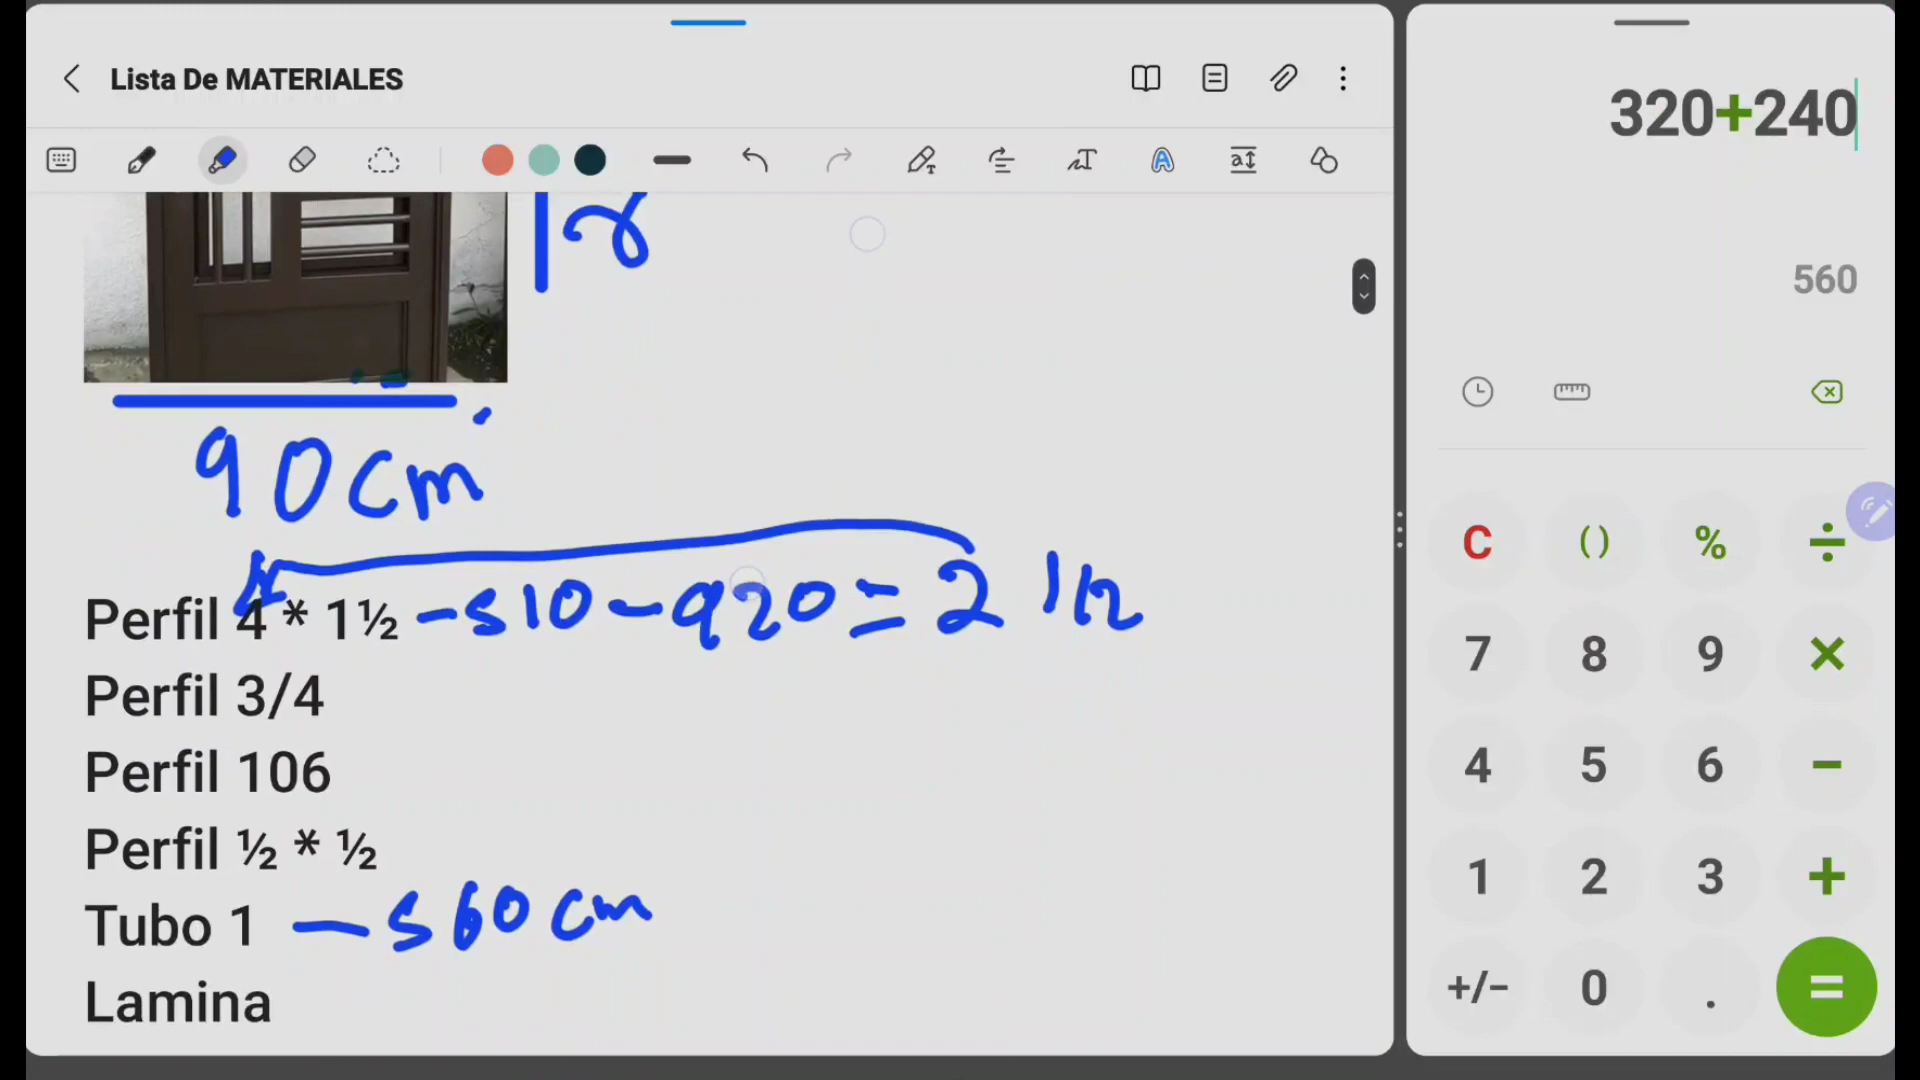 Lista De MATERIALES
90cm
Perfil 4 * 1½ - 510 - 920 = 2 1/2
Perfil 3/4
Perfil 106
Perfil ½ * ½
Tubo 1 - 560 cm
Lamina
320+240
560
C () % ÷
7 8 9 ×
4 5 6 −
1 2 3 +
+/− 0 . =